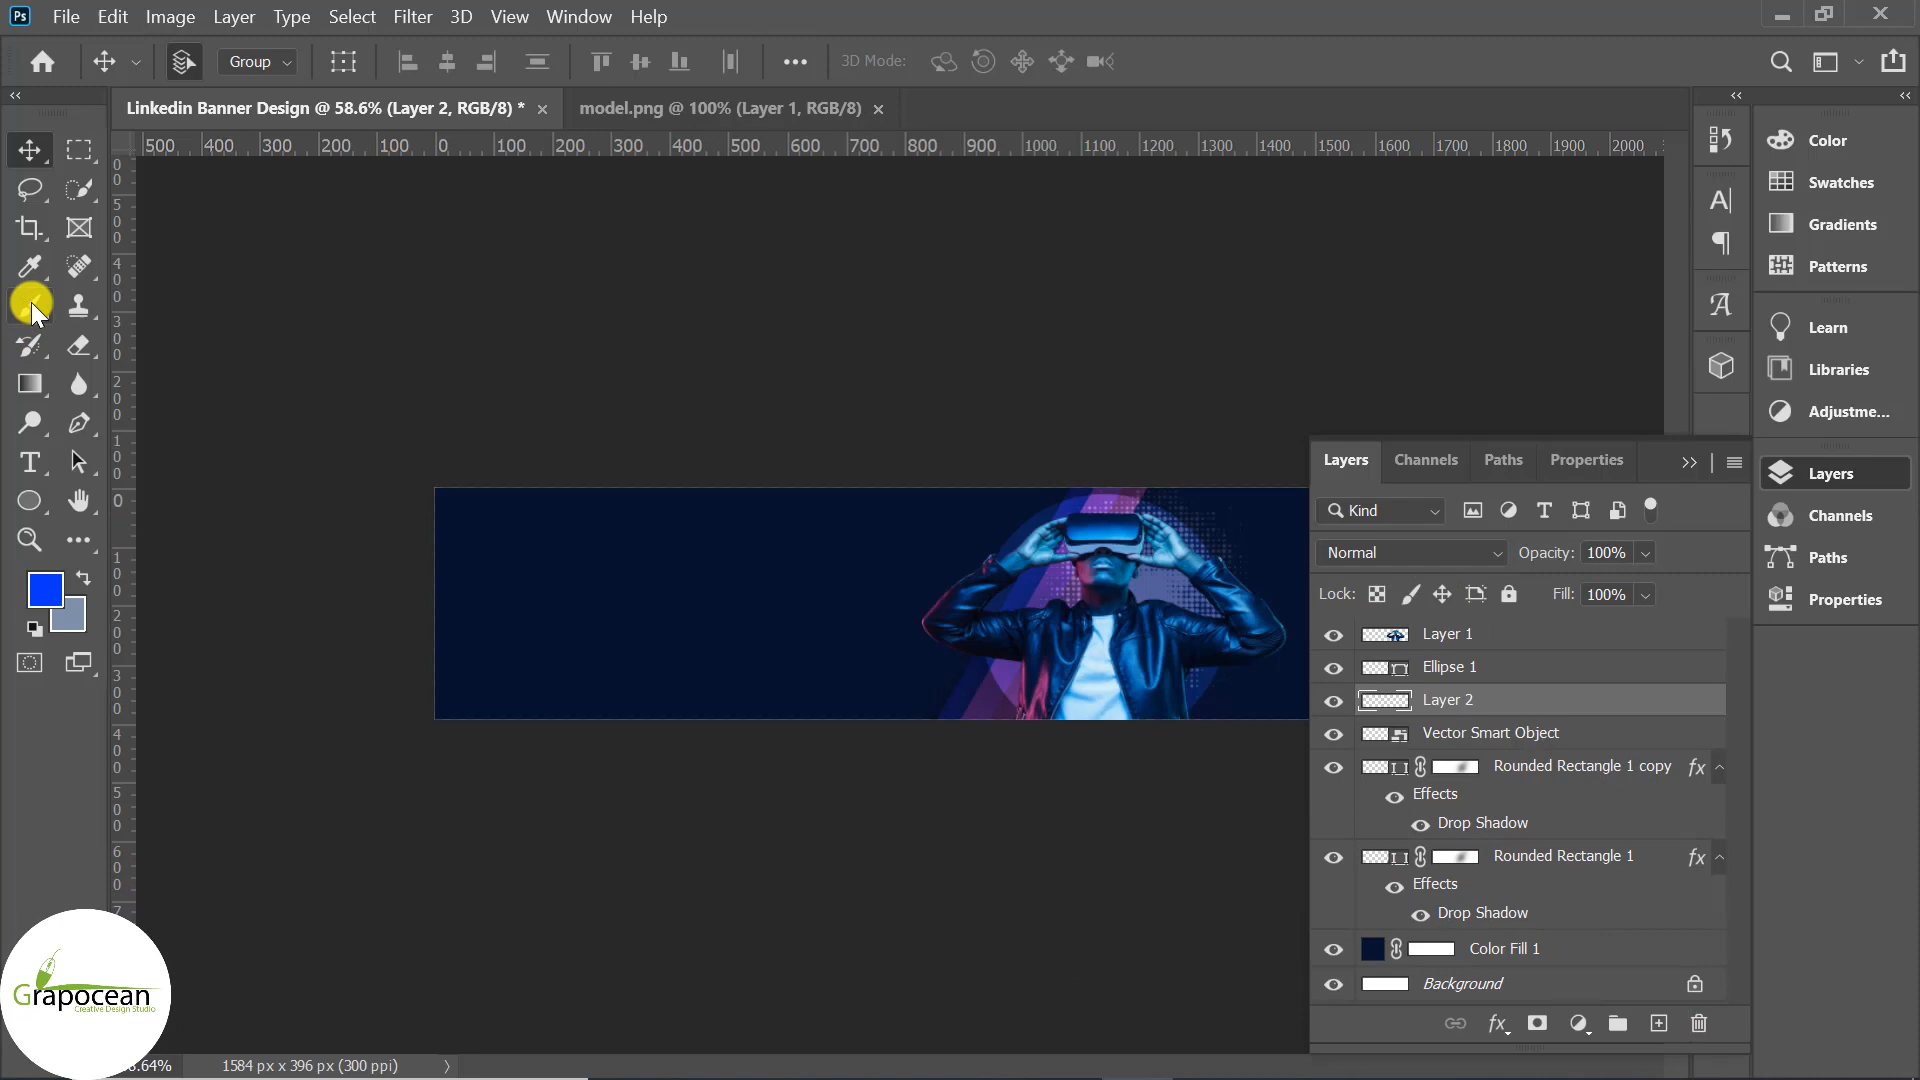 Ps File Edit Image Layer Type Select Filter 3D View Window Help
Group 3D Mode:
Linkedin Banner Design @ 58.6% (Layer 2, RGB/8) * × model.png @ 100% (Layer 1, RGB/8) ×
500 400 300 200 100 0 100 200 300 400 500 600 700 800 900 1000 1100 1200 1300 1400 1500 1600 1700 1800 1900 2000
Color
Swatches
Gradients
Patterns
Learn
Libraries
Adjustme...
Layers
Channels
Paths
Properties
Layers Channels Paths Properties
Kind
Normal Opacity: 100%
Lock: Fill: 100%
Layer 1
Ellipse 1
Layer 2
Vector Smart Object
Rounded Rectangle 1 copy fx
Effects
Drop Shadow
Rounded Rectangle 1 fx
Effects
Drop Shadow
Color Fill 1
Background
fx
Grapocean
Creative Design Studio
8.64% 1584 px x 396 px (300 ppi)